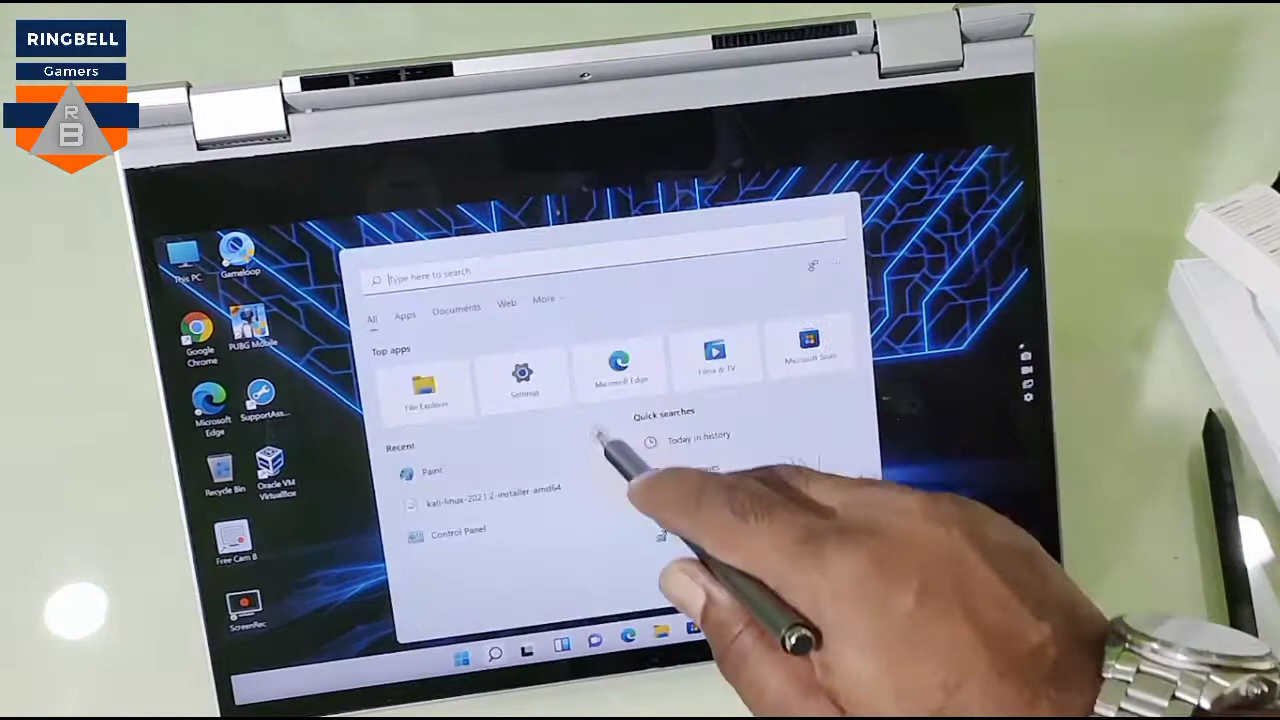 RINGBELL
Gamers
R
B
This PC
Gameloop
Google
Chrome
PUBG Mobile
Microsoft
Edge
SupportAss...
Recycle Bin
Oracle VM
VirtualBox
Free Cam 8
ScreenRec
Type here to search
All
Apps
Documents
Web
More
Top apps
File Explorer
Settings
Microsoft Edge
Films & TV
Microsoft Store
Recent
Paint
kali-linux-2021.2-installer-amd64
Control Panel
Quick searches
Today in history